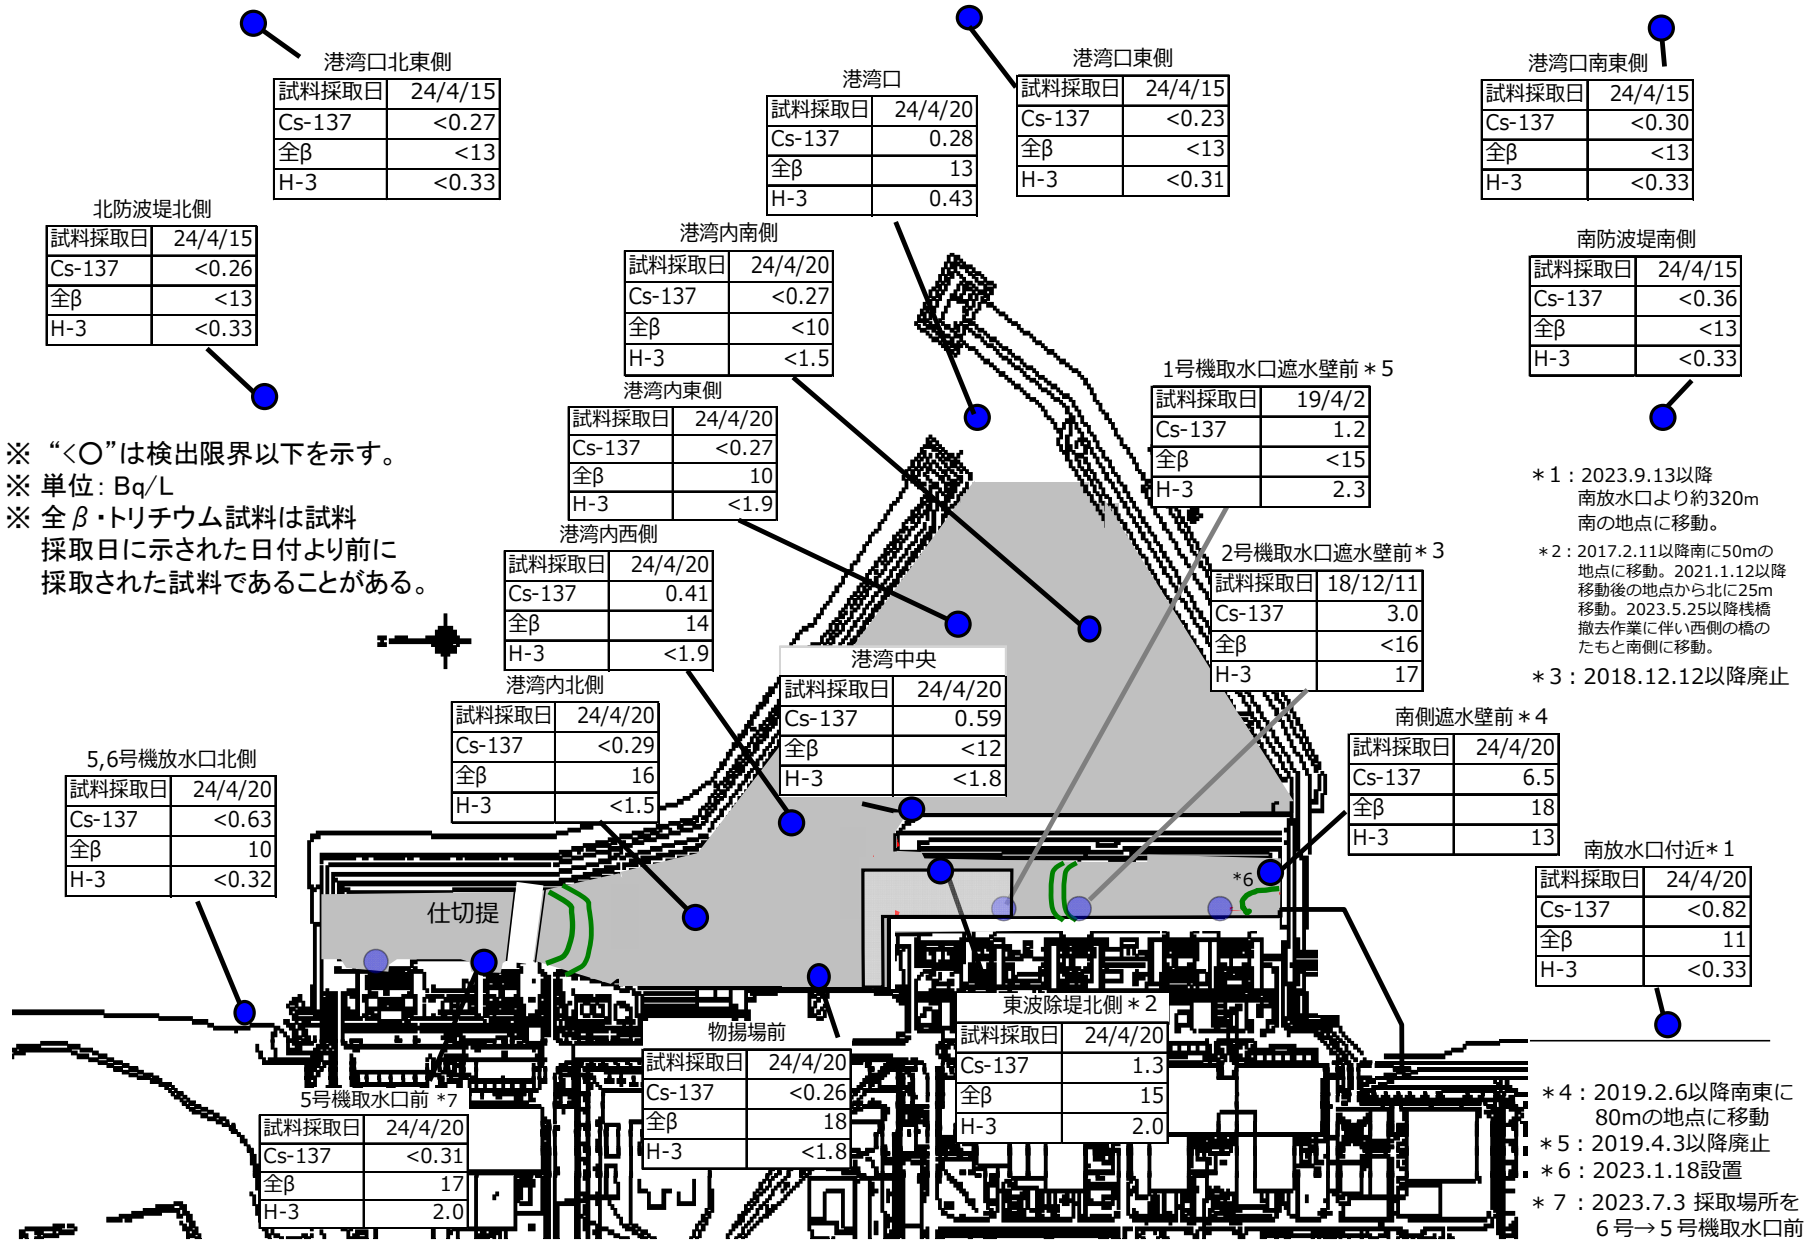 港湾口北東側
試料採取日 24/4/15
Cs-137 <0.27
全β <13
H-3 <0.33
港湾口
試料採取日 24/4/20
Cs-137 0.28
全β 13
H-3 0.43
港湾口東側
試料採取日 24/4/15
Cs-137 <0.23
全β <13
H-3 <0.31
港湾口南東側
試料採取日 24/4/15
Cs-137 <0.30
全β <13
H-3 <0.33
北防波堤北側
試料採取日 24/4/15
Cs-137 <0.26
全β <13
H-3 <0.33
港湾内南側
試料採取日 24/4/20
Cs-137 <0.27
全β <10
H-3 <1.5
南防波堤南側
試料採取日 24/4/15
Cs-137 <0.36
全β <13
H-3 <0.33
港湾内東側
試料採取日 24/4/20
Cs-137 <0.27
全β 10
H-3 <1.9
1号機取水口遮水壁前＊5
試料採取日 19/4/2
Cs-137 1.2
全β <15
H-3 2.3
※ “<○”は検出限界以下を示す。
※ 単位：Bq/L
※ 全β・トリチウム試料は試料
採取日に示された日付より前に
採取された試料であることがある。
＊1：2023.9.13以降
南放水口より約320m
南の地点に移動。
＊2：2017.2.11以降南に50mの
地点に移動。2021.1.12以降
移動後の地点から北に25m
移動。2023.5.25以降桟橋
撤去作業に伴い西側の橋の
たもと南側に移動。
＊3：2018.12.12以降廃止
港湾内西側
試料採取日 24/4/20
Cs-137 0.41
全β 14
H-3 <1.9
2号機取水口遮水壁前＊3
試料採取日 18/12/11
Cs-137 3.0
全β <16
H-3 17
N
港湾中央
試料採取日 24/4/20
Cs-137 0.59
全β <12
H-3 <1.8
港湾内北側
試料採取日 24/4/20
Cs-137 <0.29
全β 16
H-3 <1.5
南側遮水壁前＊4
試料採取日 24/4/20
Cs-137 6.5
全β 18
H-3 13
5,6号機放水口北側
試料採取日 24/4/20
Cs-137 <0.63
全β 10
H-3 <0.32
南放水口付近＊1
試料採取日 24/4/20
Cs-137 <0.82
全β 11
H-3 <0.33
*6
仕切提
東波除堤北側＊2
試料採取日 24/4/20
Cs-137 1.3
全β 15
H-3 2.0
物揚場前
試料採取日 24/4/20
Cs-137 <0.26
全β 18
H-3 <1.8
5号機取水口前 *7
試料採取日 24/4/20
Cs-137 <0.31
全β 17
H-3 2.0
＊4：2019.2.6以降南東に
80mの地点に移動
＊5：2019.4.3以降廃止
＊6：2023.1.18設置
＊7：2023.7.3 採取場所を
6号→5号機取水口前